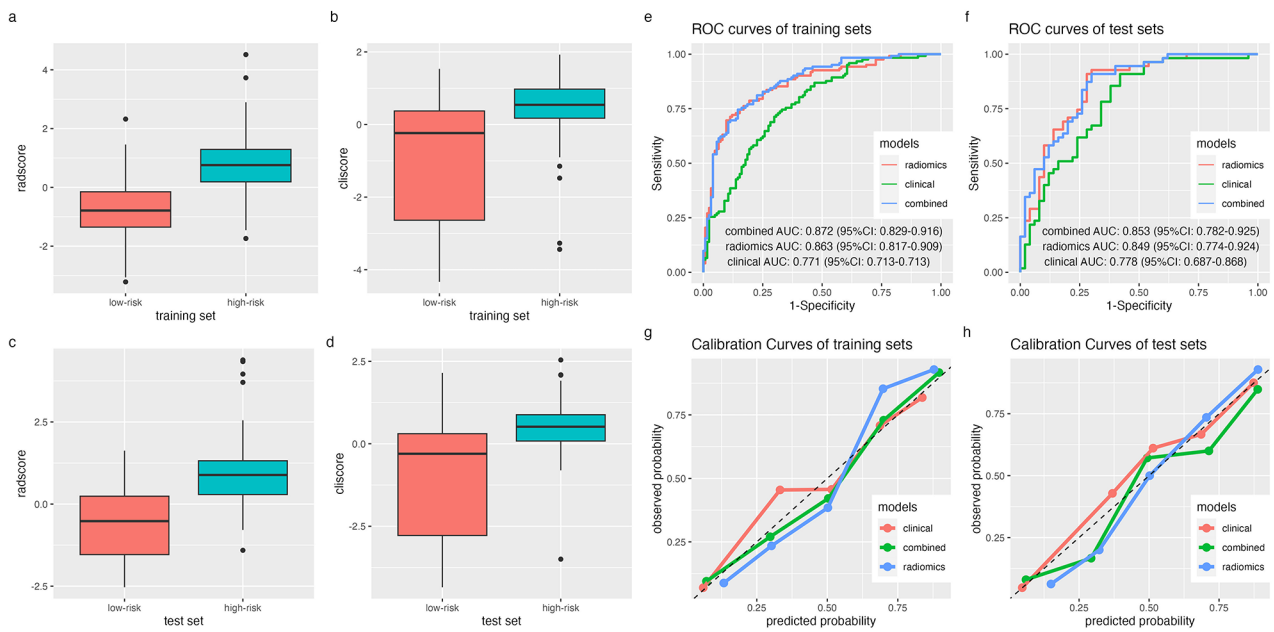 a
radscore
4
2
0
-2
low-risk
high-risk
training set
b
cliscore
2
0
-2
-4
low-risk
high-risk
training set
e
ROC curves of training sets
Sensitivity
1.00
0.75
0.50
0.25
0.00
models
radiomics
clinical
combined
combined AUC: 0.872 (95%CI: 0.829-0.916)
radiomics AUC: 0.863 (95%CI: 0.817-0.909)
clinical AUC: 0.771 (95%CI: 0.713-0.713)
0.00
0.25
0.50
0.75
1.00
1-Specificity
f
ROC curves of test sets
Sensitivity
1.00
0.75
0.50
0.25
0.00
models
radiomics
clinical
combined
combined AUC: 0.853 (95%CI: 0.782-0.925)
radiomics AUC: 0.849 (95%CI: 0.774-0.924)
clinical AUC: 0.778 (95%CI: 0.687-0.868)
0.00
0.25
0.50
0.75
1.00
1-Specificity
c
radscore
2.5
0.0
-2.5
low-risk
high-risk
test set
d
cliscore
2.5
0.0
-2.5
low-risk
high-risk
test set
g
Calibration Curves of training sets
observed probability
0.75
0.50
0.25
models
clinical
combined
radiomics
0.25
0.50
0.75
predicted probability
h
Calibration Curves of test sets
observed probability
0.75
0.50
0.25
models
clinical
combined
radiomics
0.25
0.50
0.75
predicted probability